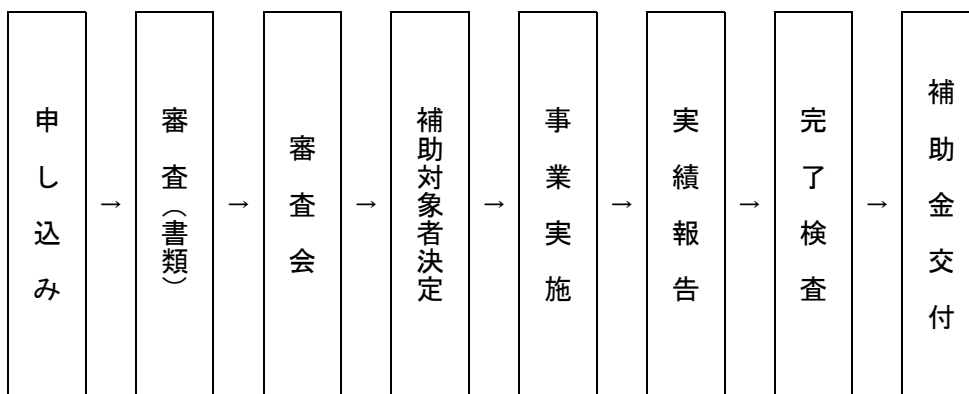 申し込み
→
審査（書類）
→
審査会
→
補助対象者決定
→
事業実施
→
実績報告
→
完了検査
→
補助金交付